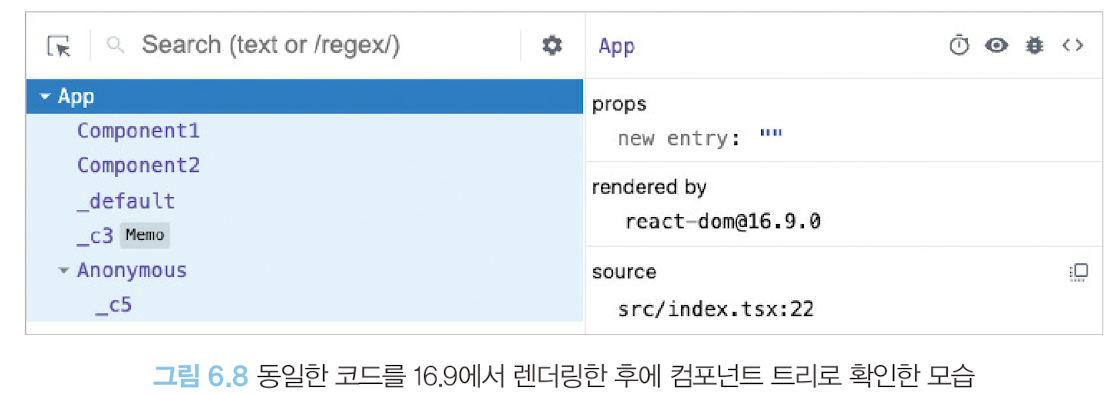 Search (text or /regex/)
App
App
props
Component1
new entry: ""
Component2
rendered by
_default
react-dom@16.9.0
_c3 Memo
Anonymous
source
_c5
src/index.tsx:22
그림 6.8 동일한 코드를 16.9에서 렌더링한 후에 컴포넌트 트리로 확인한 모습